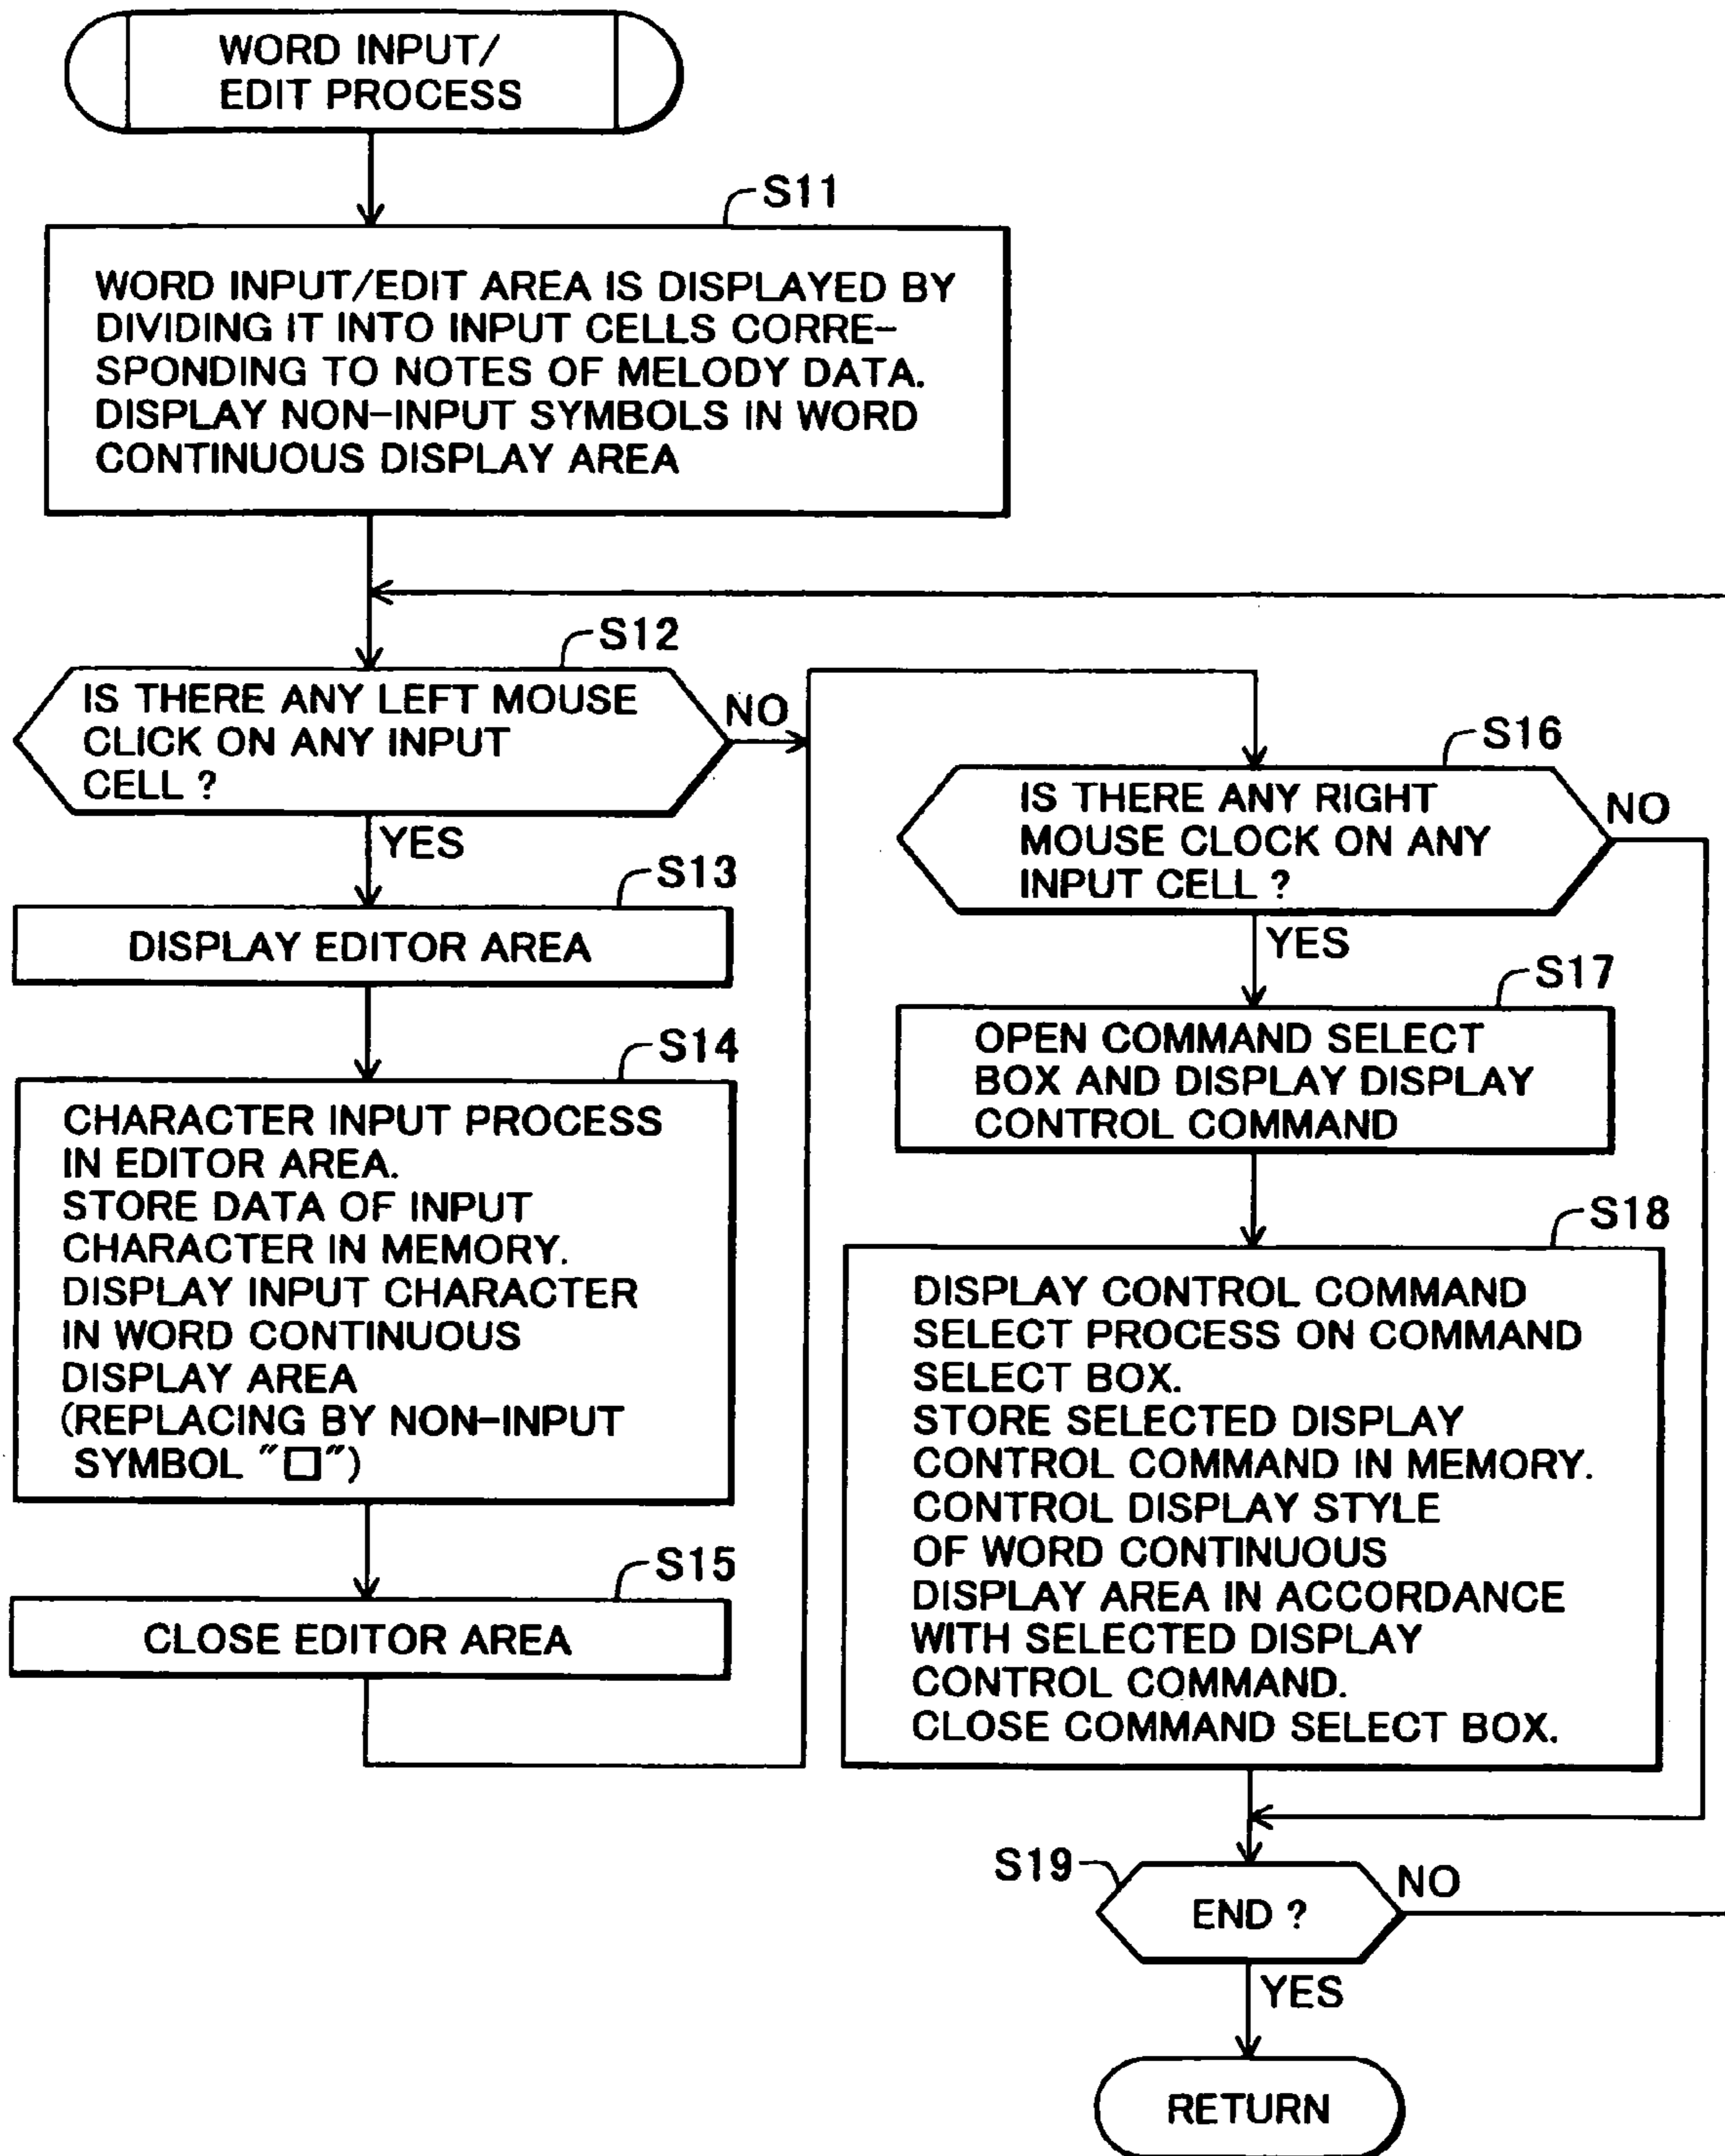 WORD INPUT/
EDIT PROCESS
S11
WORD INPUT/EDIT AREA IS DISPLAYED BY
DIVIDING IT INTO INPUT CELLS CORRE-
SPONDING TO NOTES OF MELODY DATA.
DISPLAY NON-INPUT SYMBOLS IN WORD
CONTINUOUS DISPLAY AREA
S12
IS THERE ANY LEFT MOUSE
CLICK ON ANY INPUT
CELL ?
NO
YES
S13
DISPLAY EDITOR AREA
S14
CHARACTER INPUT PROCESS
IN EDITOR AREA.
STORE DATA OF INPUT
CHARACTER IN MEMORY.
DISPLAY INPUT CHARACTER
IN WORD CONTINUOUS
DISPLAY AREA
(REPLACING BY NON-INPUT
SYMBOL "□")
S15
CLOSE EDITOR AREA
S16
IS THERE ANY RIGHT
MOUSE CLOCK ON ANY
INPUT CELL ?
NO
YES
S17
OPEN COMMAND SELECT
BOX AND DISPLAY DISPLAY
CONTROL COMMAND
S18
DISPLAY CONTROL COMMAND
SELECT PROCESS ON COMMAND
SELECT BOX.
STORE SELECTED DISPLAY
CONTROL COMMAND IN MEMORY.
CONTROL DISPLAY STYLE
OF WORD CONTINUOUS
DISPLAY AREA IN ACCORDANCE
WITH SELECTED DISPLAY
CONTROL COMMAND.
CLOSE COMMAND SELECT BOX.
S19
END ?
NO
YES
RETURN